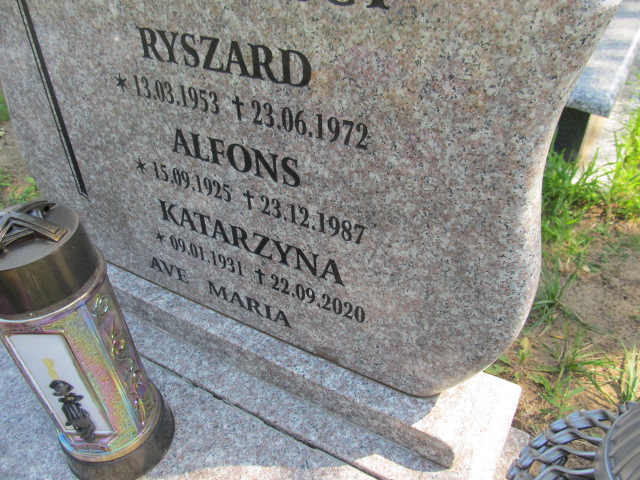 RYSZARD
* 13.03.1953 † 23.06.1972
ALFONS
* 15.09.1925 † 23.12.1987
KATARZYNA
* 09.01.1931 † 22.09.2020
AVE MARIA